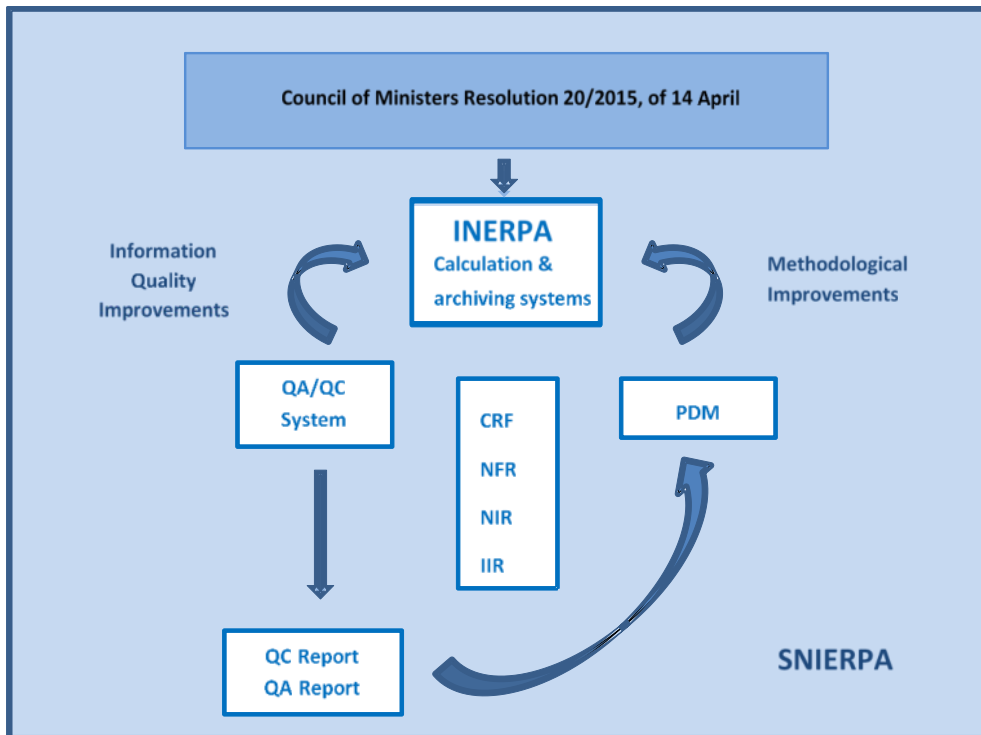 Council of Ministers Resolution 20/2015, of 14 April
INERPA
Calculation &
archiving systems
Information
Quality
Improvements
Methodological
Improvements
QA/QC
System
CRF
NFR
NIR
IIR
PDM
QC Report
QA Report
SNIERPA